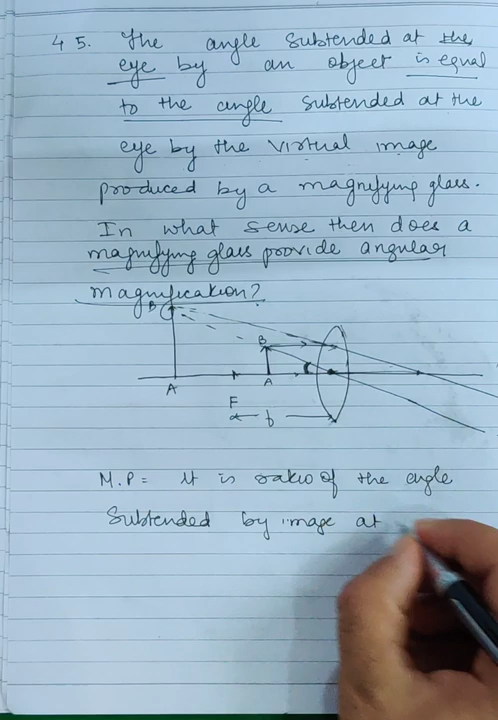 45. The angle subtended at the
eye by an object is equal
to the angle subtended at the
eye by the virtual image
produced by a magnifying glass.
In what sense then does a
magnifying glass provide angular
magnification?
B'
B
A'
A
F
f
M.P = It is ratio of the angle
Subtended by image at